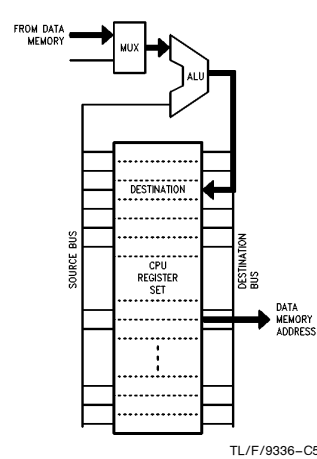 FROM DATA
MEMORY
MUX
ALU
DESTINATION
SOURCE BUS
CPU
REGISTER
SET
DESTINATION
BUS
DATA
MEMORY
ADDRESS
TL/F/9336–C5